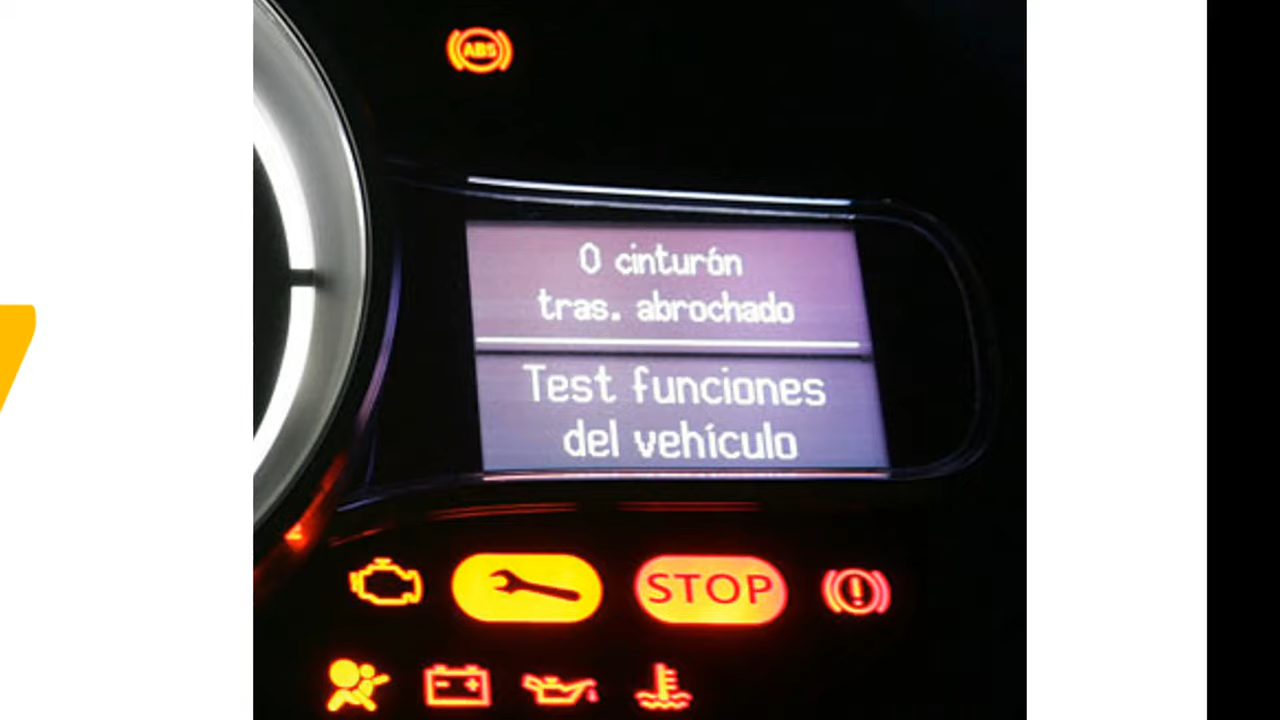 ABS
0 cinturón
tras. abrochado
Test funciones
del vehículo
STOP